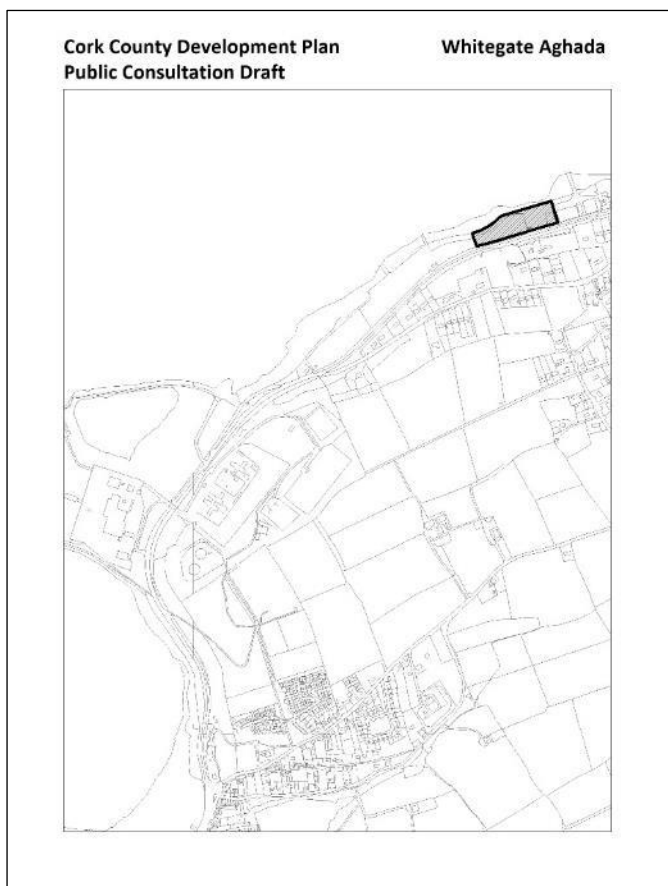 Cork County Development Plan
Whitegate Aghada
Public Consultation Draft